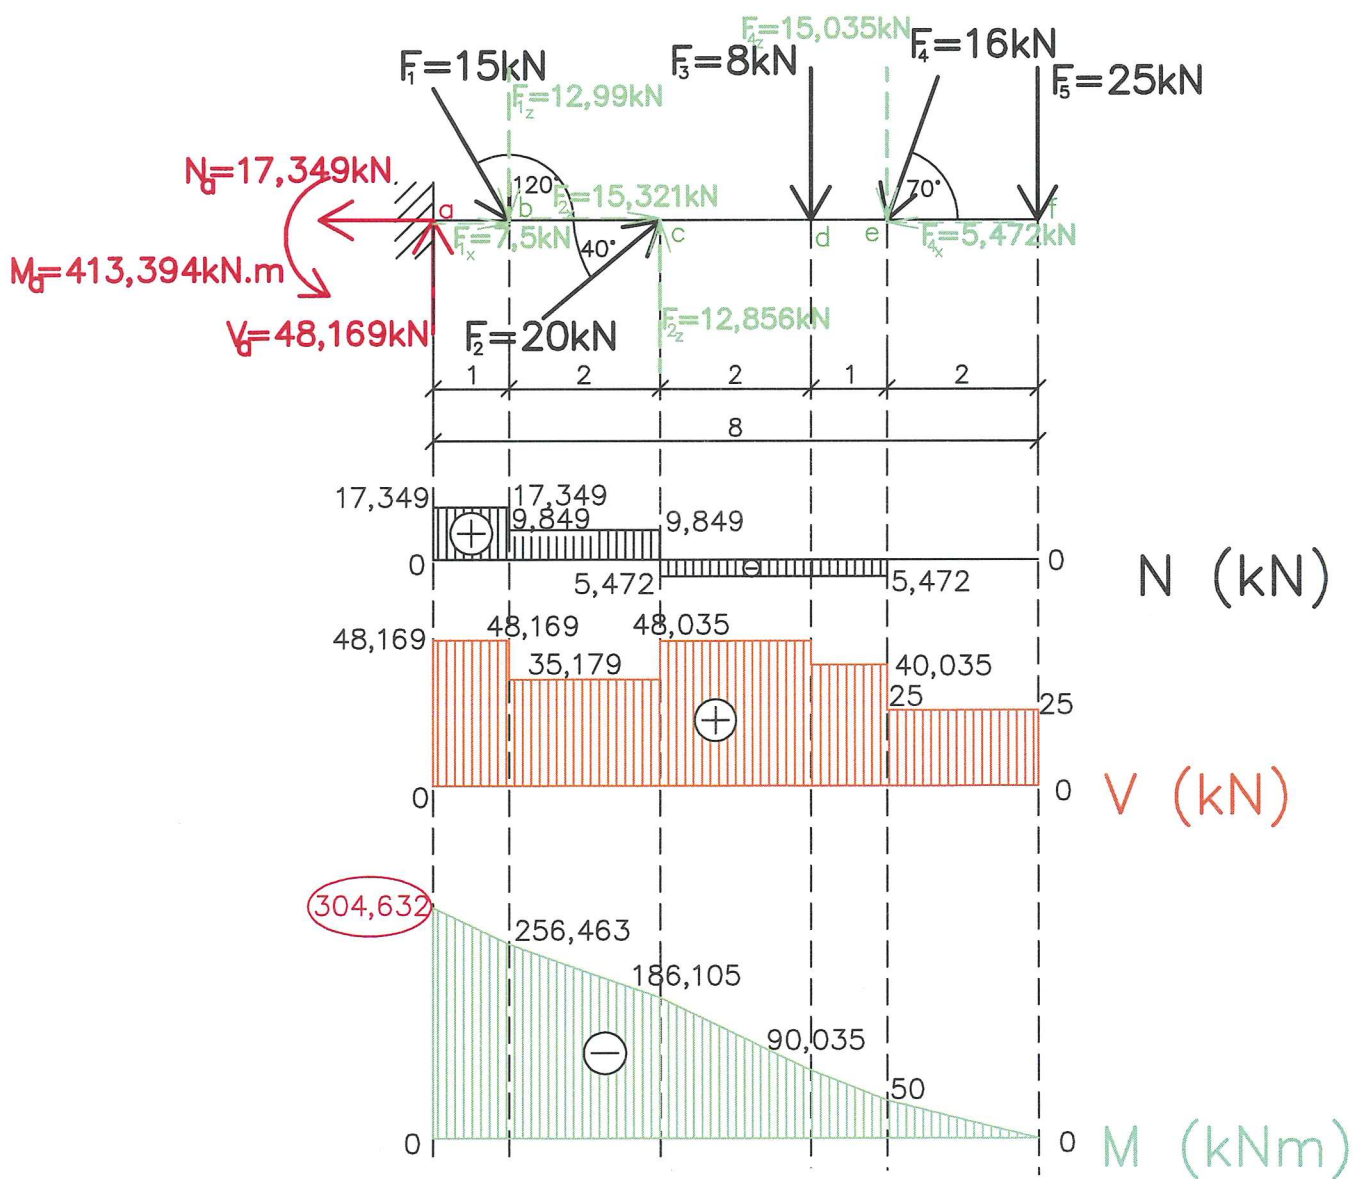 F4z=15,035kN
F1=15kN
F3=8kN
F4=16kN
F5=25kN
F1z=12,99kN
Na=17,349kN
120°
F2x=15,321kN
70°
a
b
c
d
e
f
F1x=7,5kN
40°
F4x=5,472kN
Ma=413,394kN.m
Va=48,169kN
F2=20kN
F2z=12,856kN
1 2 2 1 2
8
17,349 17,349
9,849 9,849
+
0 0
5,472 5,472
N (kN)
48,169 48,169 48,035
35,179 40,035
25 25
+
0 0
V (kN)
304,632
256,463
186,105
90,035
50
0 0
M (kNm)